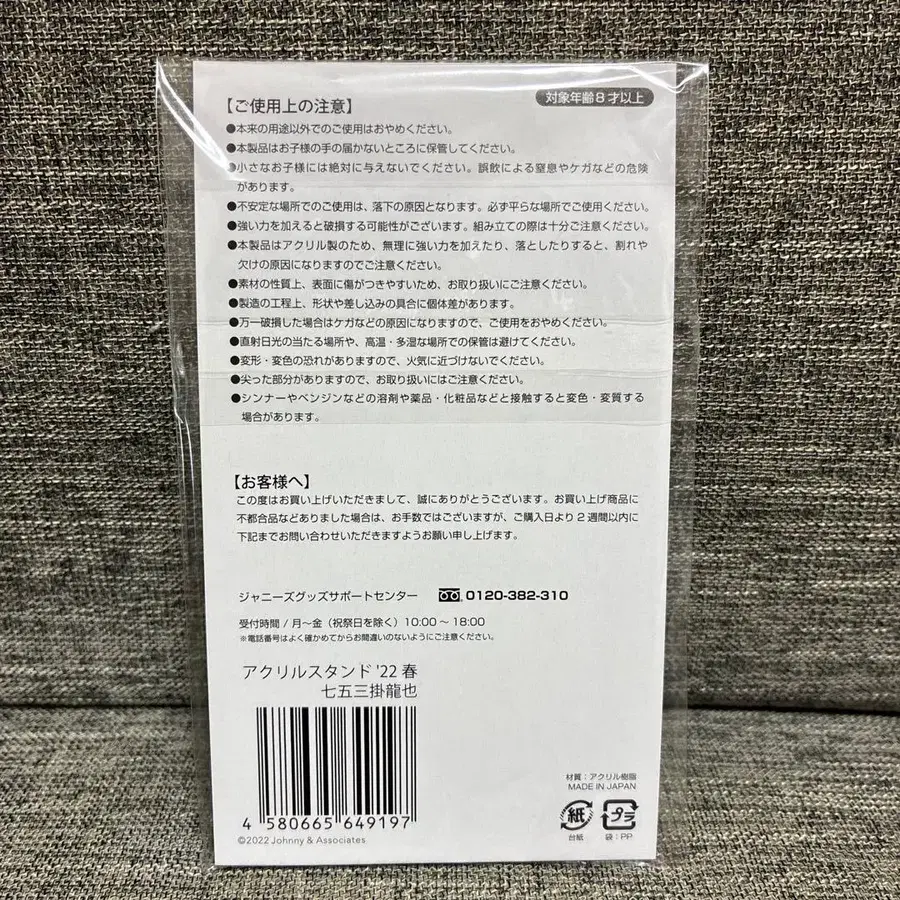 【ご使用上の注意】
対象年齢8才以上
●本来の用途以外でのご使用はおやめください。
●本製品はお子様の手の届かないところに保管してください。
●小さなお子様には絶対に与えないでください。誤飲による窒息やケガなどの危険
があります。
●不安定な場所でのご使用は、落下の原因となります。必ず平らな場所でご使用ください。
●強い力を加えると破損する可能性がございます。組み立ての際は十分ご注意ください。
●本製品はアクリル製のため、無理に強い力を加えたり、落としたりすると、割れや
欠けの原因になりますのでご注意ください。
●素材の性質上、表面に傷がつきやすいため、お取り扱いにご注意ください。
●製造の工程上、形状や差し込みの具合に個体差があります。
●万一破損した場合はケガなどの原因になりますので、ご使用をおやめください。
●直射日光の当たる場所や、高温・多湿な場所での保管は避けてください。
●変形・変色の恐れがありますので、火気に近づけないでください。
●尖った部分がありますので、お取り扱いにはご注意ください。
●シンナーやベンジンなどの溶剤や薬品・化粧品などと接触すると変色・変質する
場合があります。
【お客様へ】
この度はお買い上げいただきまして、誠にありがとうございます。お買い上げ商品に
不都合品などありました場合は、お手数ではございますが、ご購入日より2週間以内に
下記までお問い合わせいただきますようお願い申し上げます。
ジャニーズグッズサポートセンター 0120-382-310
受付時間 / 月～金（祝祭日を除く）10:00～18:00
※電話番号はよく確かめてからお間違いのないようにご注意ください。
アクリルスタンド '22 春
七五三掛龍也
4 580665 649197
©2022 Johnny & Associates
材質：アクリル樹脂
MADE IN JAPAN
紙 プラ
台紙 袋：PP